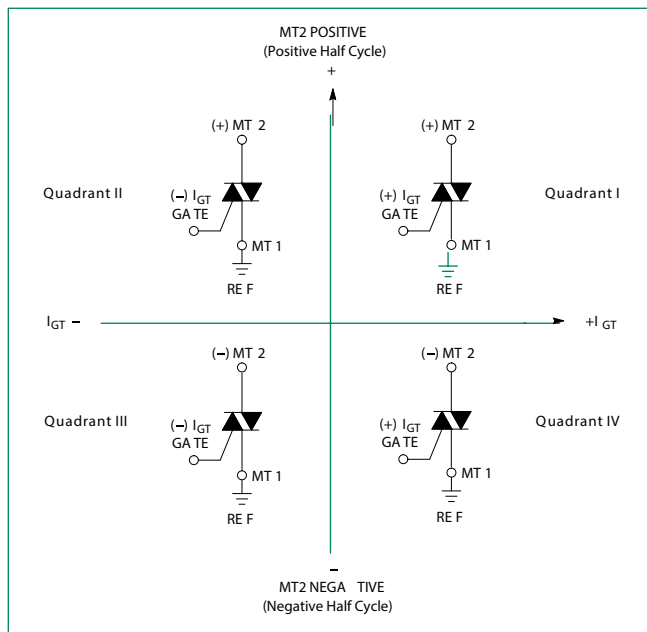 MT2 POSITIVE
(Positive Half Cycle)
+
(+) MT 2
Quadrant II
(−) IGT
GA TE
MT 1
RE F
(+) MT 2
Quadrant I
(+) IGT
GA TE
MT 1
RE F
IGT −
+I GT
(−) MT 2
Quadrant III
(−) IGT
GA TE
MT 1
RE F
(−) MT 2
Quadrant IV
(+) IGT
GA TE
MT 1
RE F
−
MT2 NEGA TIVE
(Negative Half Cycle)